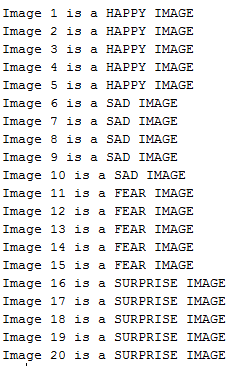 Image 1 is a HAPPY IMAGE
Image 2 is a HAPPY IMAGE
Image 3 is a HAPPY IMAGE
Image 4 is a HAPPY IMAGE
Image 5 is a HAPPY IMAGE
Image 6 is a SAD IMAGE
Image 7 is a SAD IMAGE
Image 8 is a SAD IMAGE
Image 9 is a SAD IMAGE
Image 10 is a SAD IMAGE
Image 11 is a FEAR IMAGE
Image 12 is a FEAR IMAGE
Image 13 is a FEAR IMAGE
Image 14 is a FEAR IMAGE
Image 15 is a FEAR IMAGE
Image 16 is a SURPRISE IMAGE
Image 17 is a SURPRISE IMAGE
Image 18 is a SURPRISE IMAGE
Image 19 is a SURPRISE IMAGE
Image 20 is a SURPRISE IMAGE